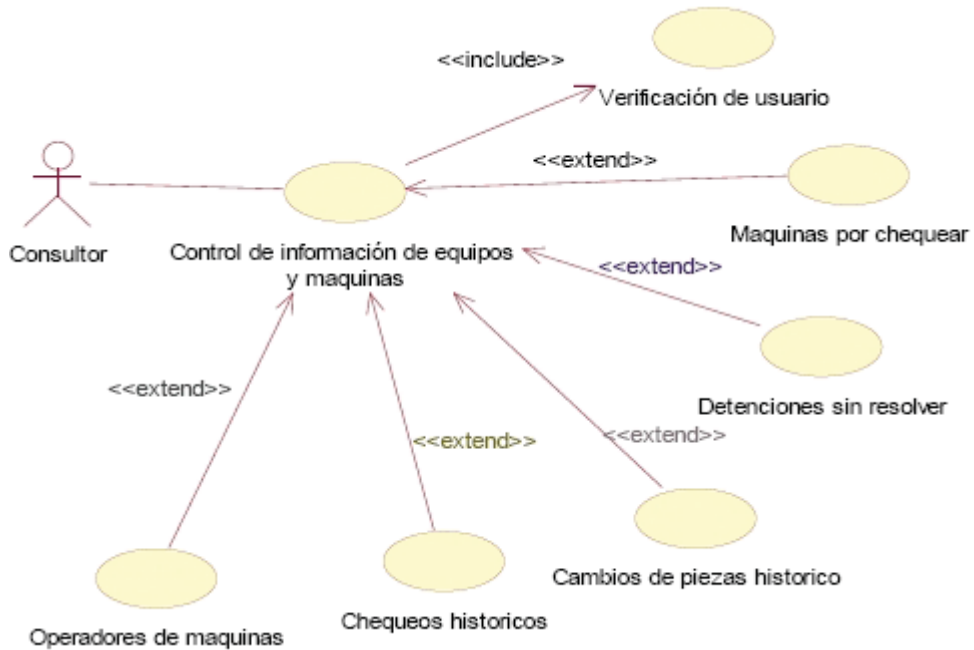 <<include>>
Verificación de usuario
<<extend>>
Maquinas por chequear
Consultor
Control de información de equipos
y maquinas
<<extend>>
Detenciones sin resolver
<<extend>>
<<extend>>
<<extend>>
Cambios de piezas historico
Chequeos historicos
Operadores de maquinas